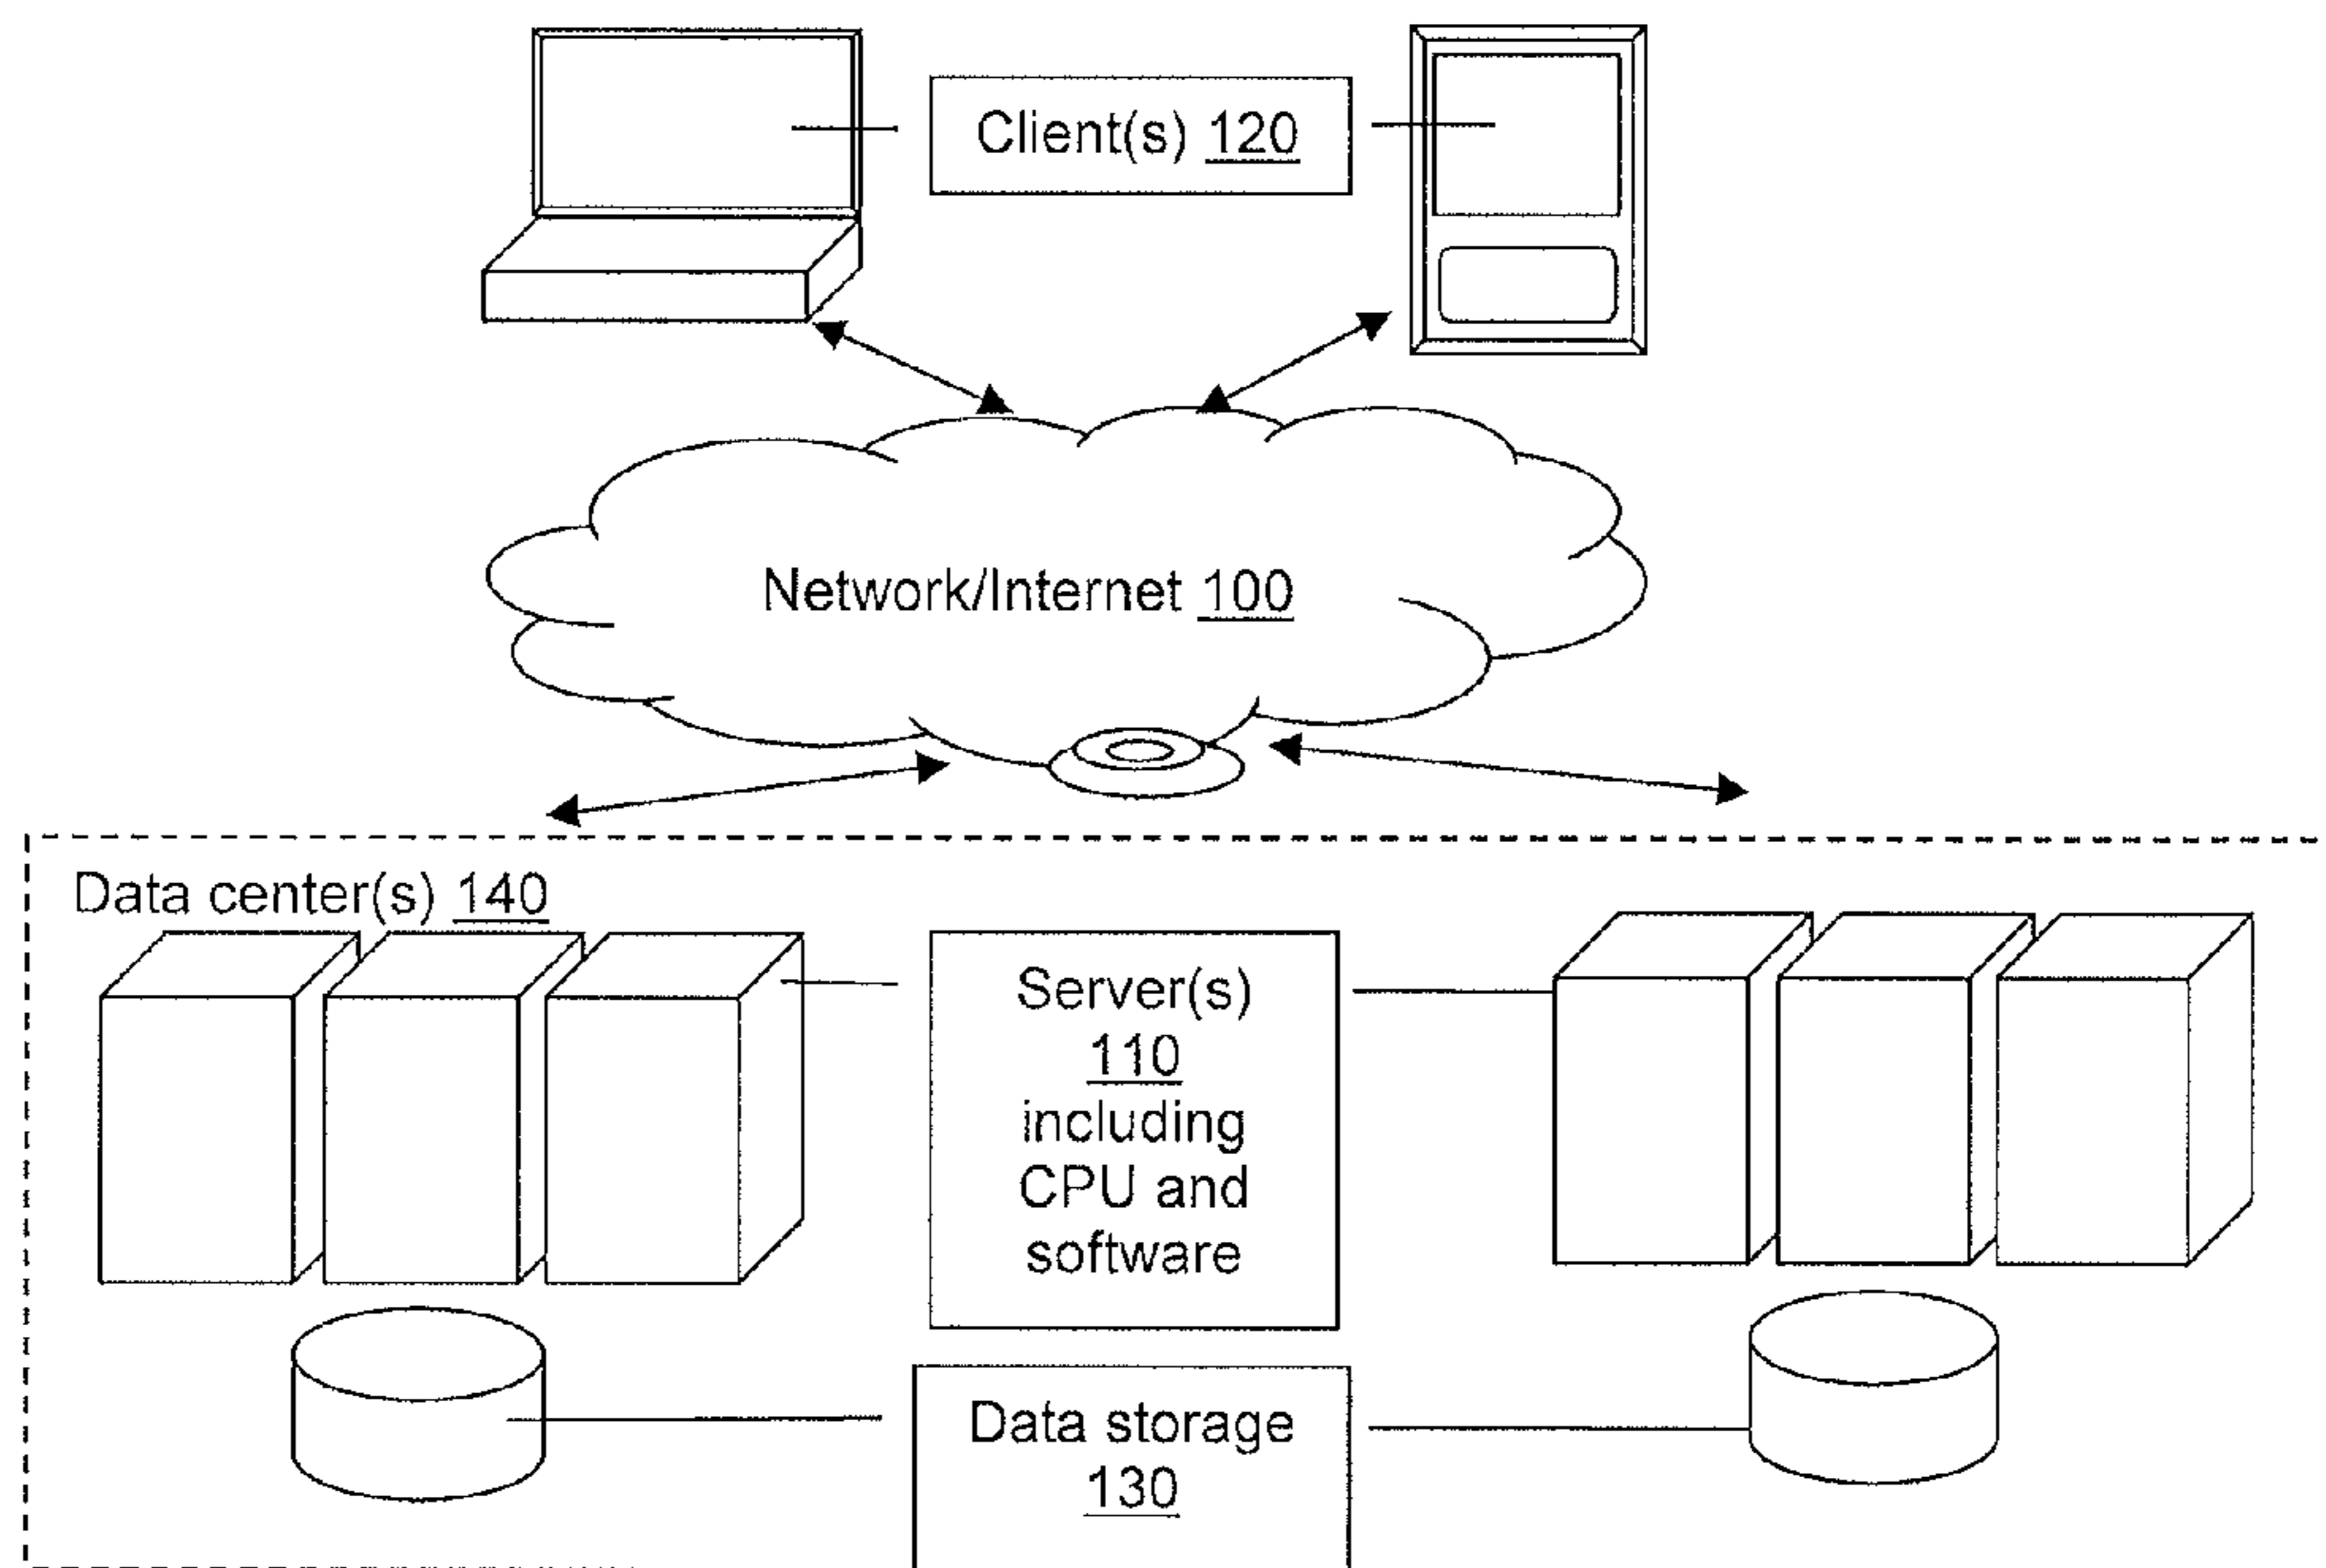 Client(s) 120
Network/Internet 100
Data center(s) 140
Server(s)
110
including
CPU and
software
Data storage
130